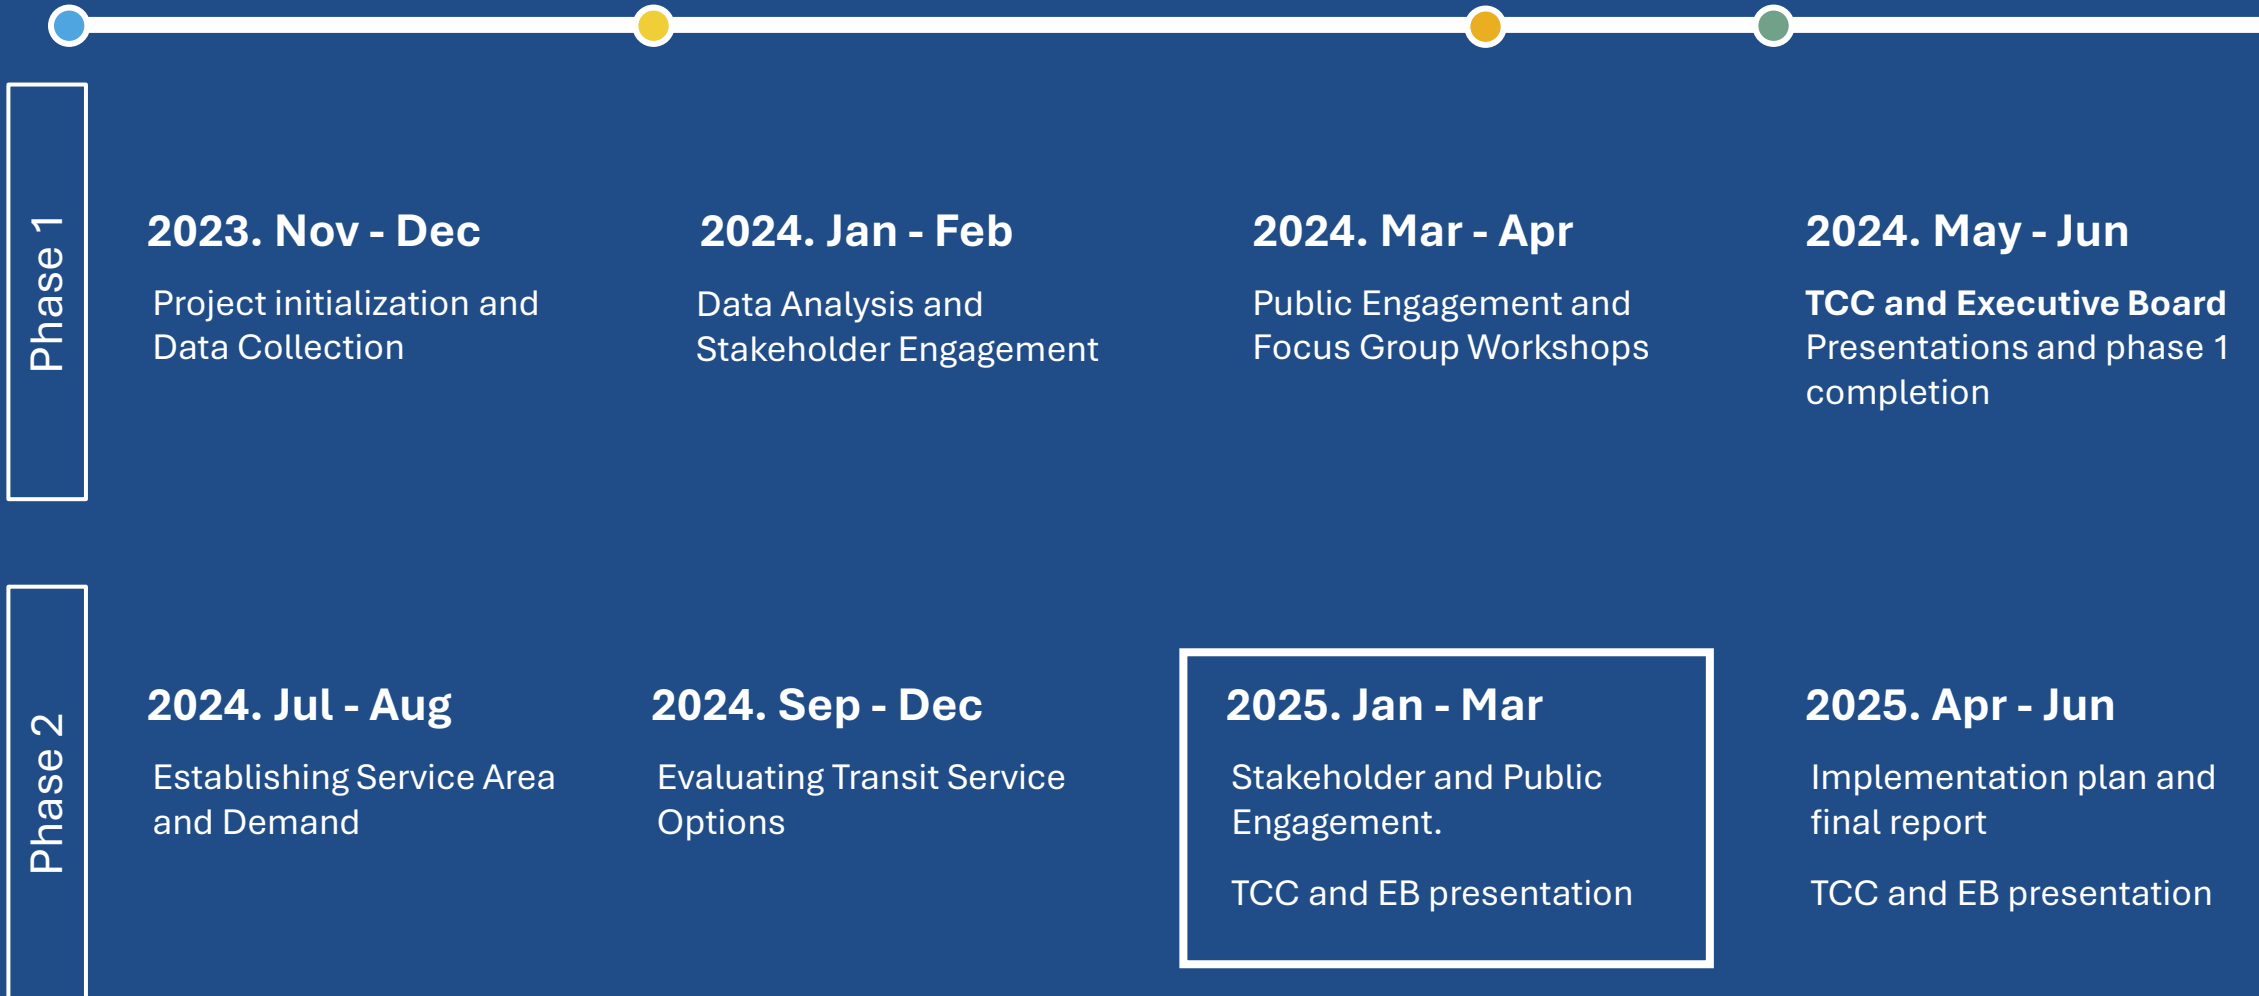 Phase 1
2023. Nov - Dec
Project initialization and
Data Collection
2024. Jan - Feb
Data Analysis and
Stakeholder Engagement
2024. Mar - Apr
Public Engagement and
Focus Group Workshops
2024. May - Jun
TCC and Executive Board
Presentations and phase 1
completion
Phase 2
2024. Jul - Aug
Establishing Service Area
and Demand
2024. Sep - Dec
Evaluating Transit Service
Options
2025. Jan - Mar
Stakeholder and Public
Engagement.
TCC and EB presentation
2025. Apr - Jun
Implementation plan and
final report
TCC and EB presentation